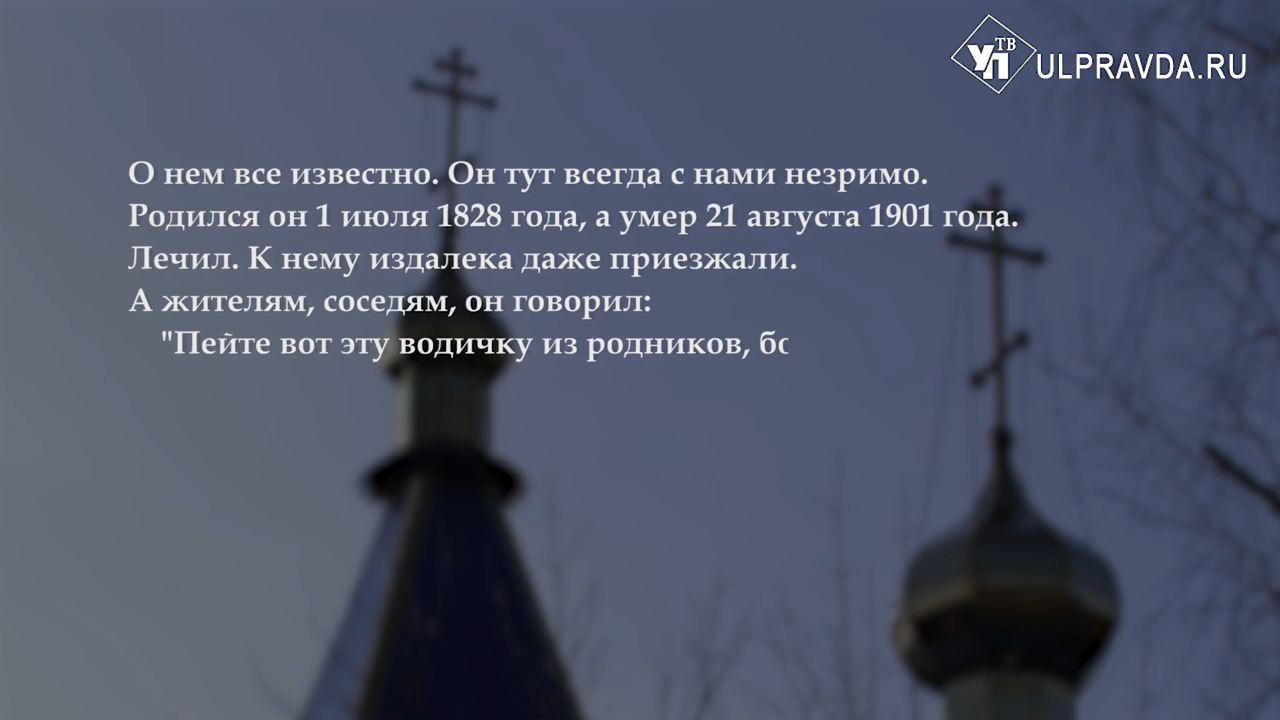 ТВ
УП
ULPRAVDA.RU
О нем все известно. Он тут всегда с нами незримо.
Родился он 1 июля 1828 года, а умер 21 августа 1901 года.
Лечил. К нему издалека даже приезжали.
А жителям, соседям, он говорил:
"Пейте вот эту водичку из родников,